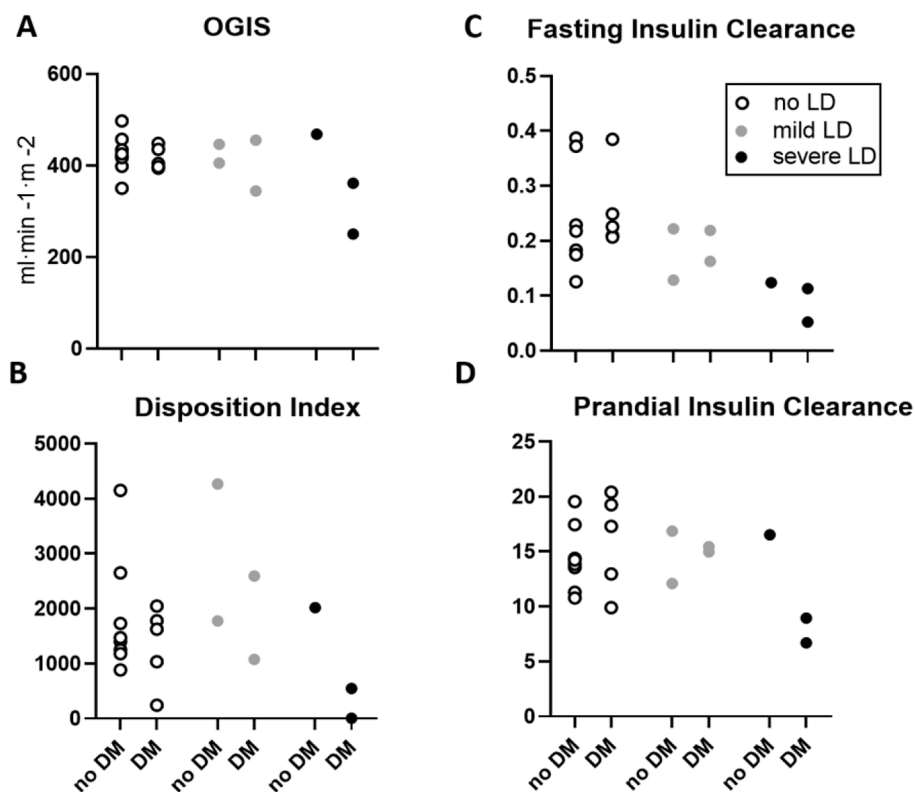 A
OGIS
ml·min -1·m -2
600
400
200
0
B
Disposition Index
5000
4000
3000
2000
1000
0
no DM
DM
no DM
DM
no DM
DM
C
Fasting Insulin Clearance
0.5
0.4
0.3
0.2
0.1
0.0
no LD
mild LD
severe LD
D
Prandial Insulin Clearance
25
20
15
10
5
0
no DM
DM
no DM
DM
no DM
DM